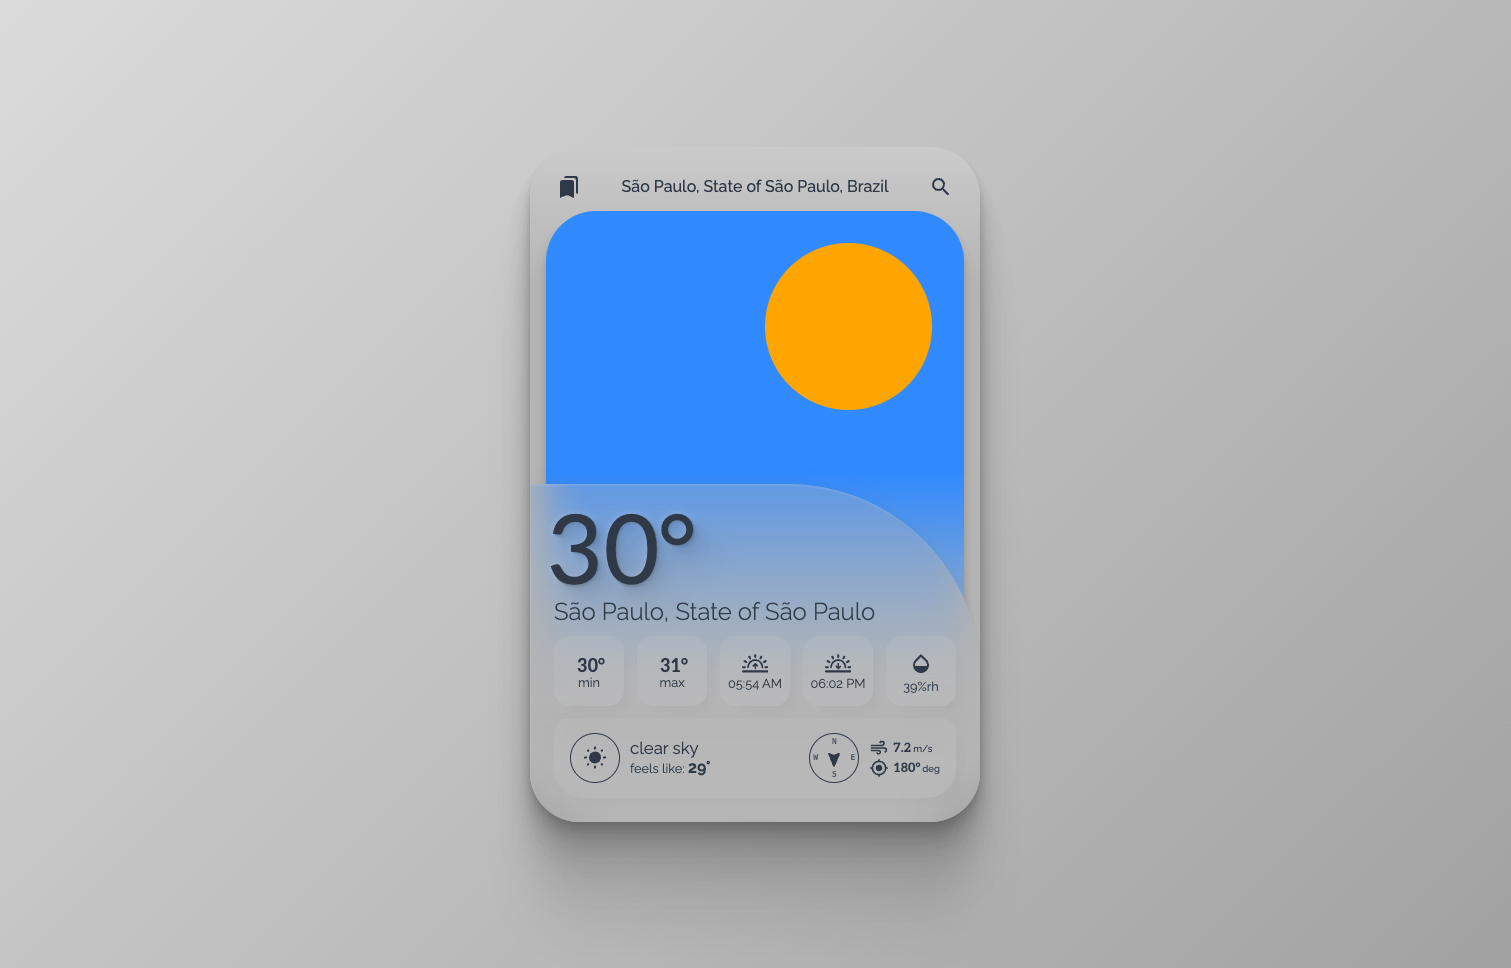 São Paulo, State of São Paulo, Brazil
30°
São Paulo, State of São Paulo
30° 31° 05:54 AM 06:02 PM 39%rh
min max
clear sky
feels like: 29°
N
W E
S
7.2 m/s
180° deg